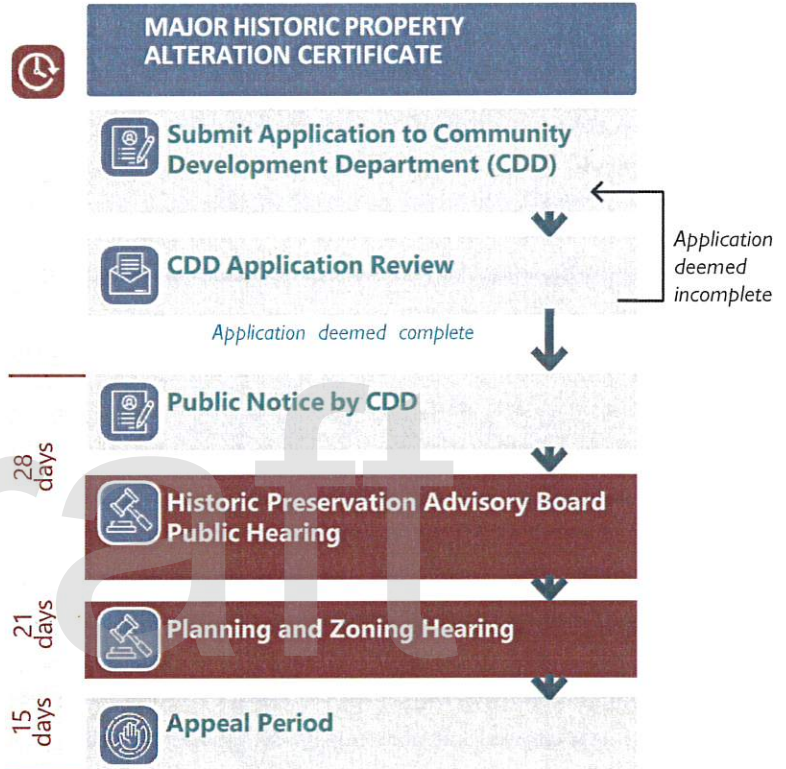 MAJOR HISTORIC PROPERTY
ALTERATION CERTIFICATE
Submit Application to Community
Development Department (CDD)
Application
deemed
incomplete
CDD Application Review
Application deemed complete
Public Notice by CDD
28
days
Historic Preservation Advisory Board
Public Hearing
21
days
Planning and Zoning Hearing
15
days
Appeal Period
raft